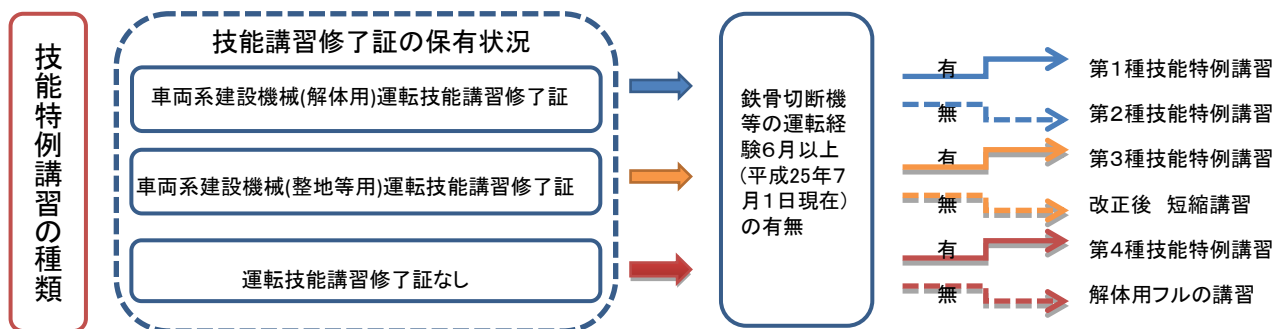 技能特例講習の種類
技能講習修了証の保有状況
車両系建設機械(解体用)運転技能講習修了証
車両系建設機械(整地等用)運転技能講習修了証
運転技能講習修了証なし
鉄骨切断機
等の運転経
験6月以上
(平成25年7
月1日現在)
の有無
有 第1種技能特例講習
無 第2種技能特例講習
有 第3種技能特例講習
無 改正後 短縮講習
有 第4種技能特例講習
無 解体用フルの講習